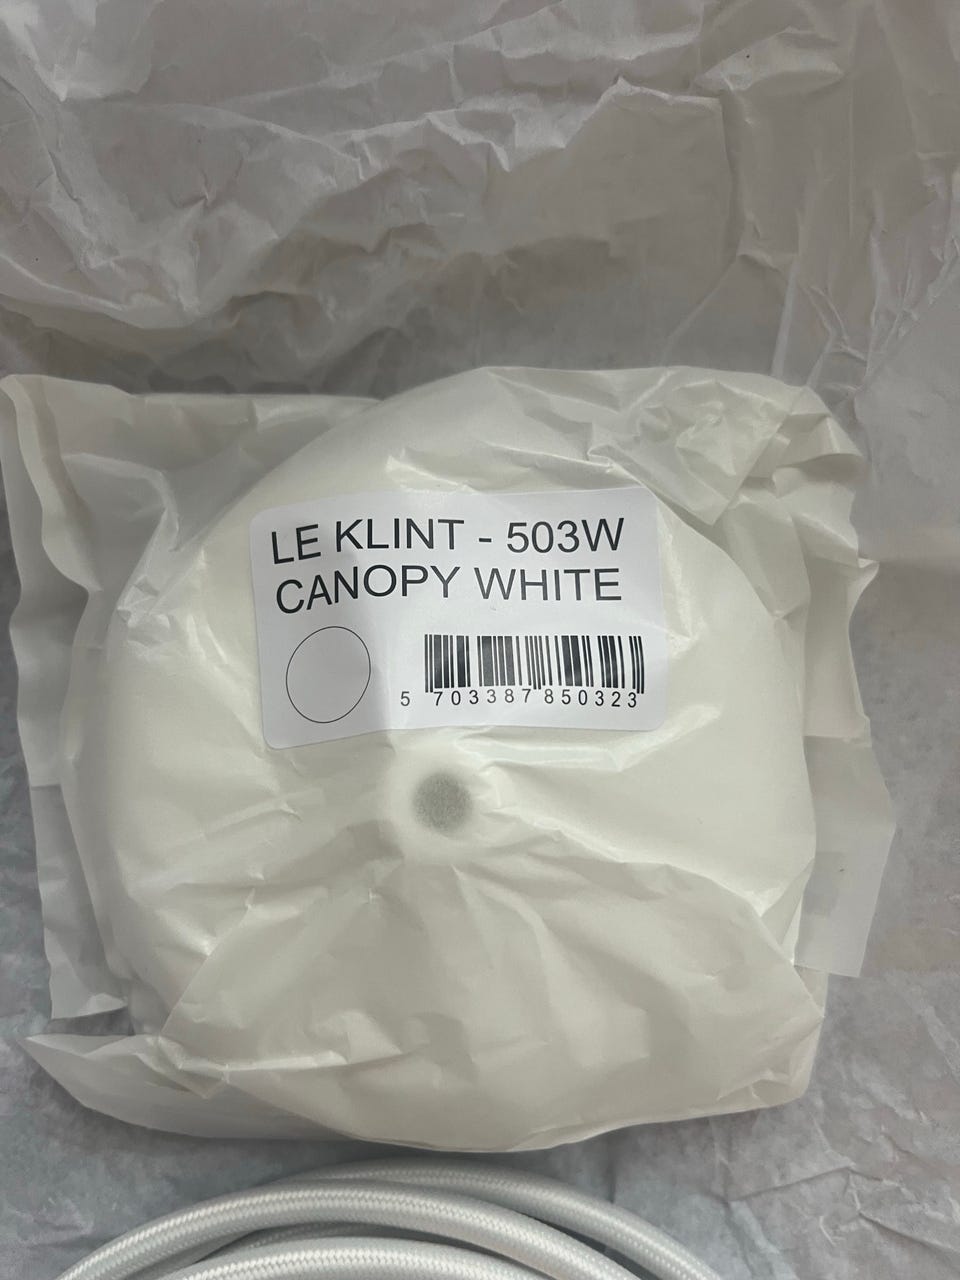 LE KLINT - 503W
CANOPY WHITE
5 703387 850323